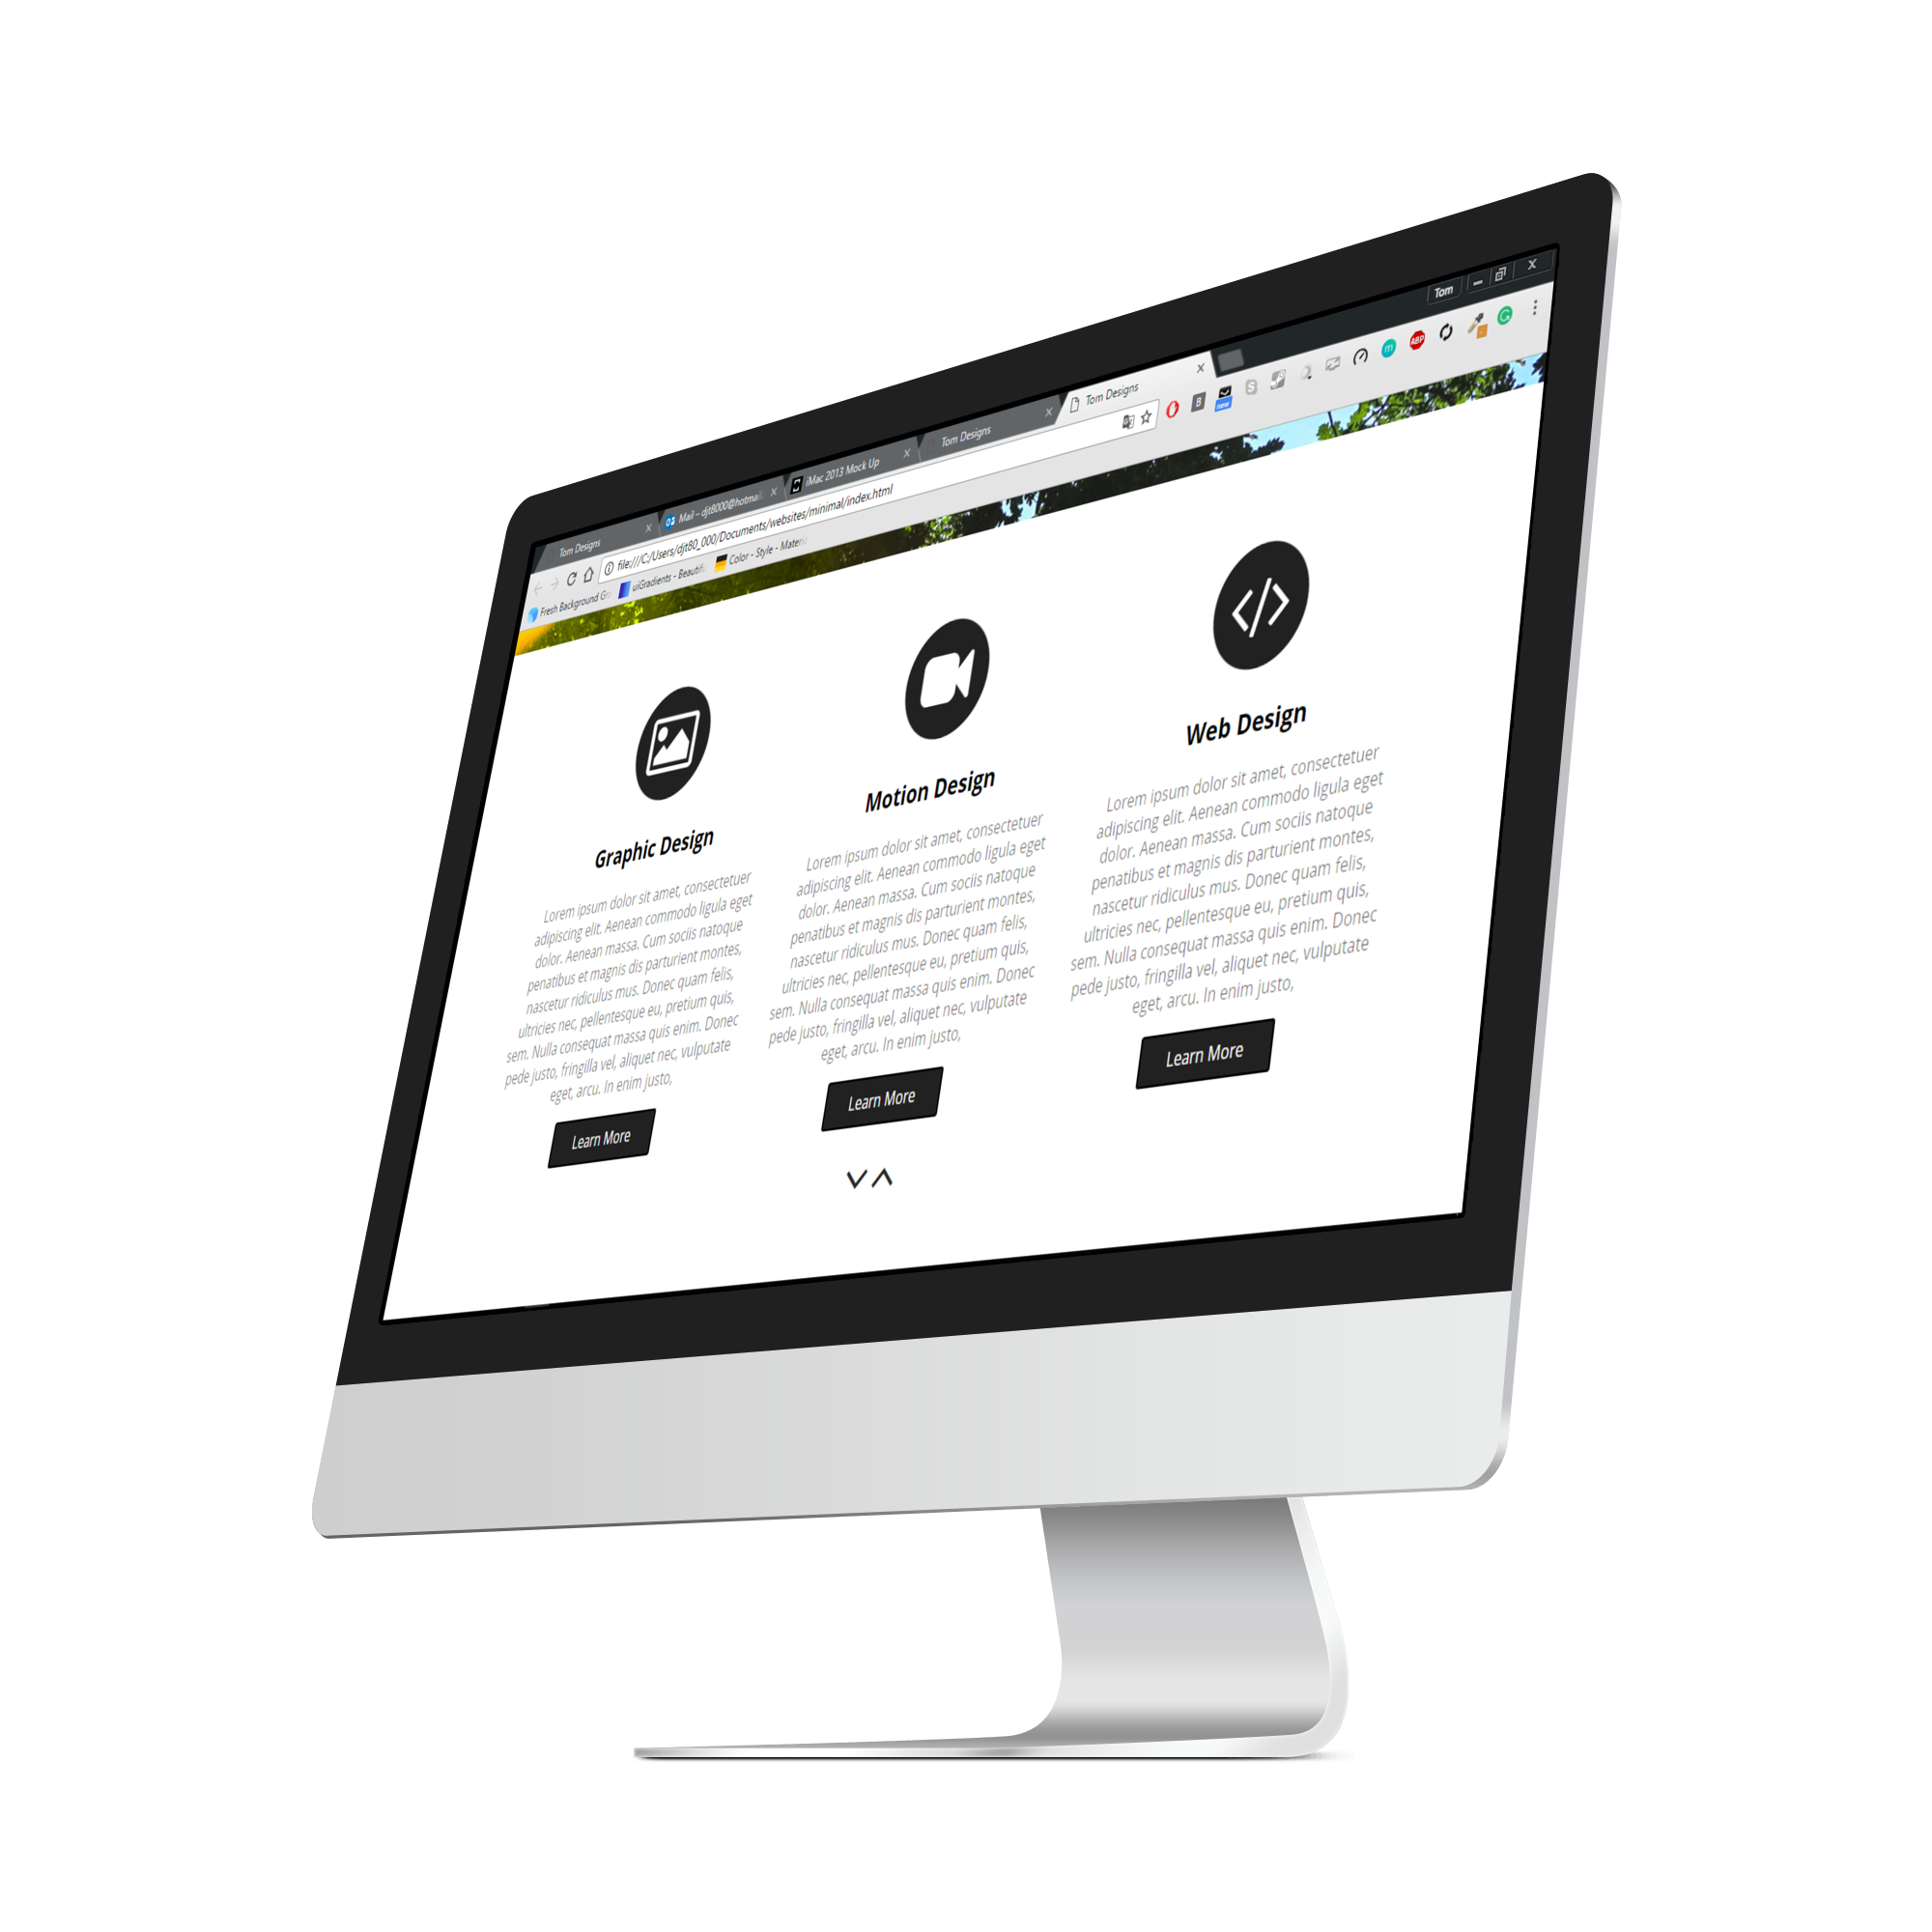 Tom
Tom Designs
Mail – djt8000@hotmail
iMac 2013 Mock Up
Tom Designs
Tom Designs
file:///C:/Users/djt80_000/Documents/websites/minimal/index.html
B
new
S
m
ABP
G
Fresh Background Gr
uiGradients - Beautifu
Color - Style - Materi
Graphic Design
Lorem ipsum dolor sit amet, consectetuer
adipiscing elit. Aenean commodo ligula eget
dolor. Aenean massa. Cum sociis natoque
penatibus et magnis dis parturient montes,
nascetur ridiculus mus. Donec quam felis,
ultricies nec, pellentesque eu, pretium quis,
sem. Nulla consequat massa quis enim. Donec
pede justo, fringilla vel, aliquet nec, vulputate
eget, arcu. In enim justo,
Learn More
Motion Design
Lorem ipsum dolor sit amet, consectetuer
adipiscing elit. Aenean commodo ligula eget
dolor. Aenean massa. Cum sociis natoque
penatibus et magnis dis parturient montes,
nascetur ridiculus mus. Donec quam felis,
ultricies nec, pellentesque eu, pretium quis,
sem. Nulla consequat massa quis enim. Donec
pede justo, fringilla vel, aliquet nec, vulputate
eget, arcu. In enim justo,
Learn More
Web Design
Lorem ipsum dolor sit amet, consectetuer
adipiscing elit. Aenean commodo ligula eget
dolor. Aenean massa. Cum sociis natoque
penatibus et magnis dis parturient montes,
nascetur ridiculus mus. Donec quam felis,
ultricies nec, pellentesque eu, pretium quis,
sem. Nulla consequat massa quis enim. Donec
pede justo, fringilla vel, aliquet nec, vulputate
eget, arcu. In enim justo,
Learn More